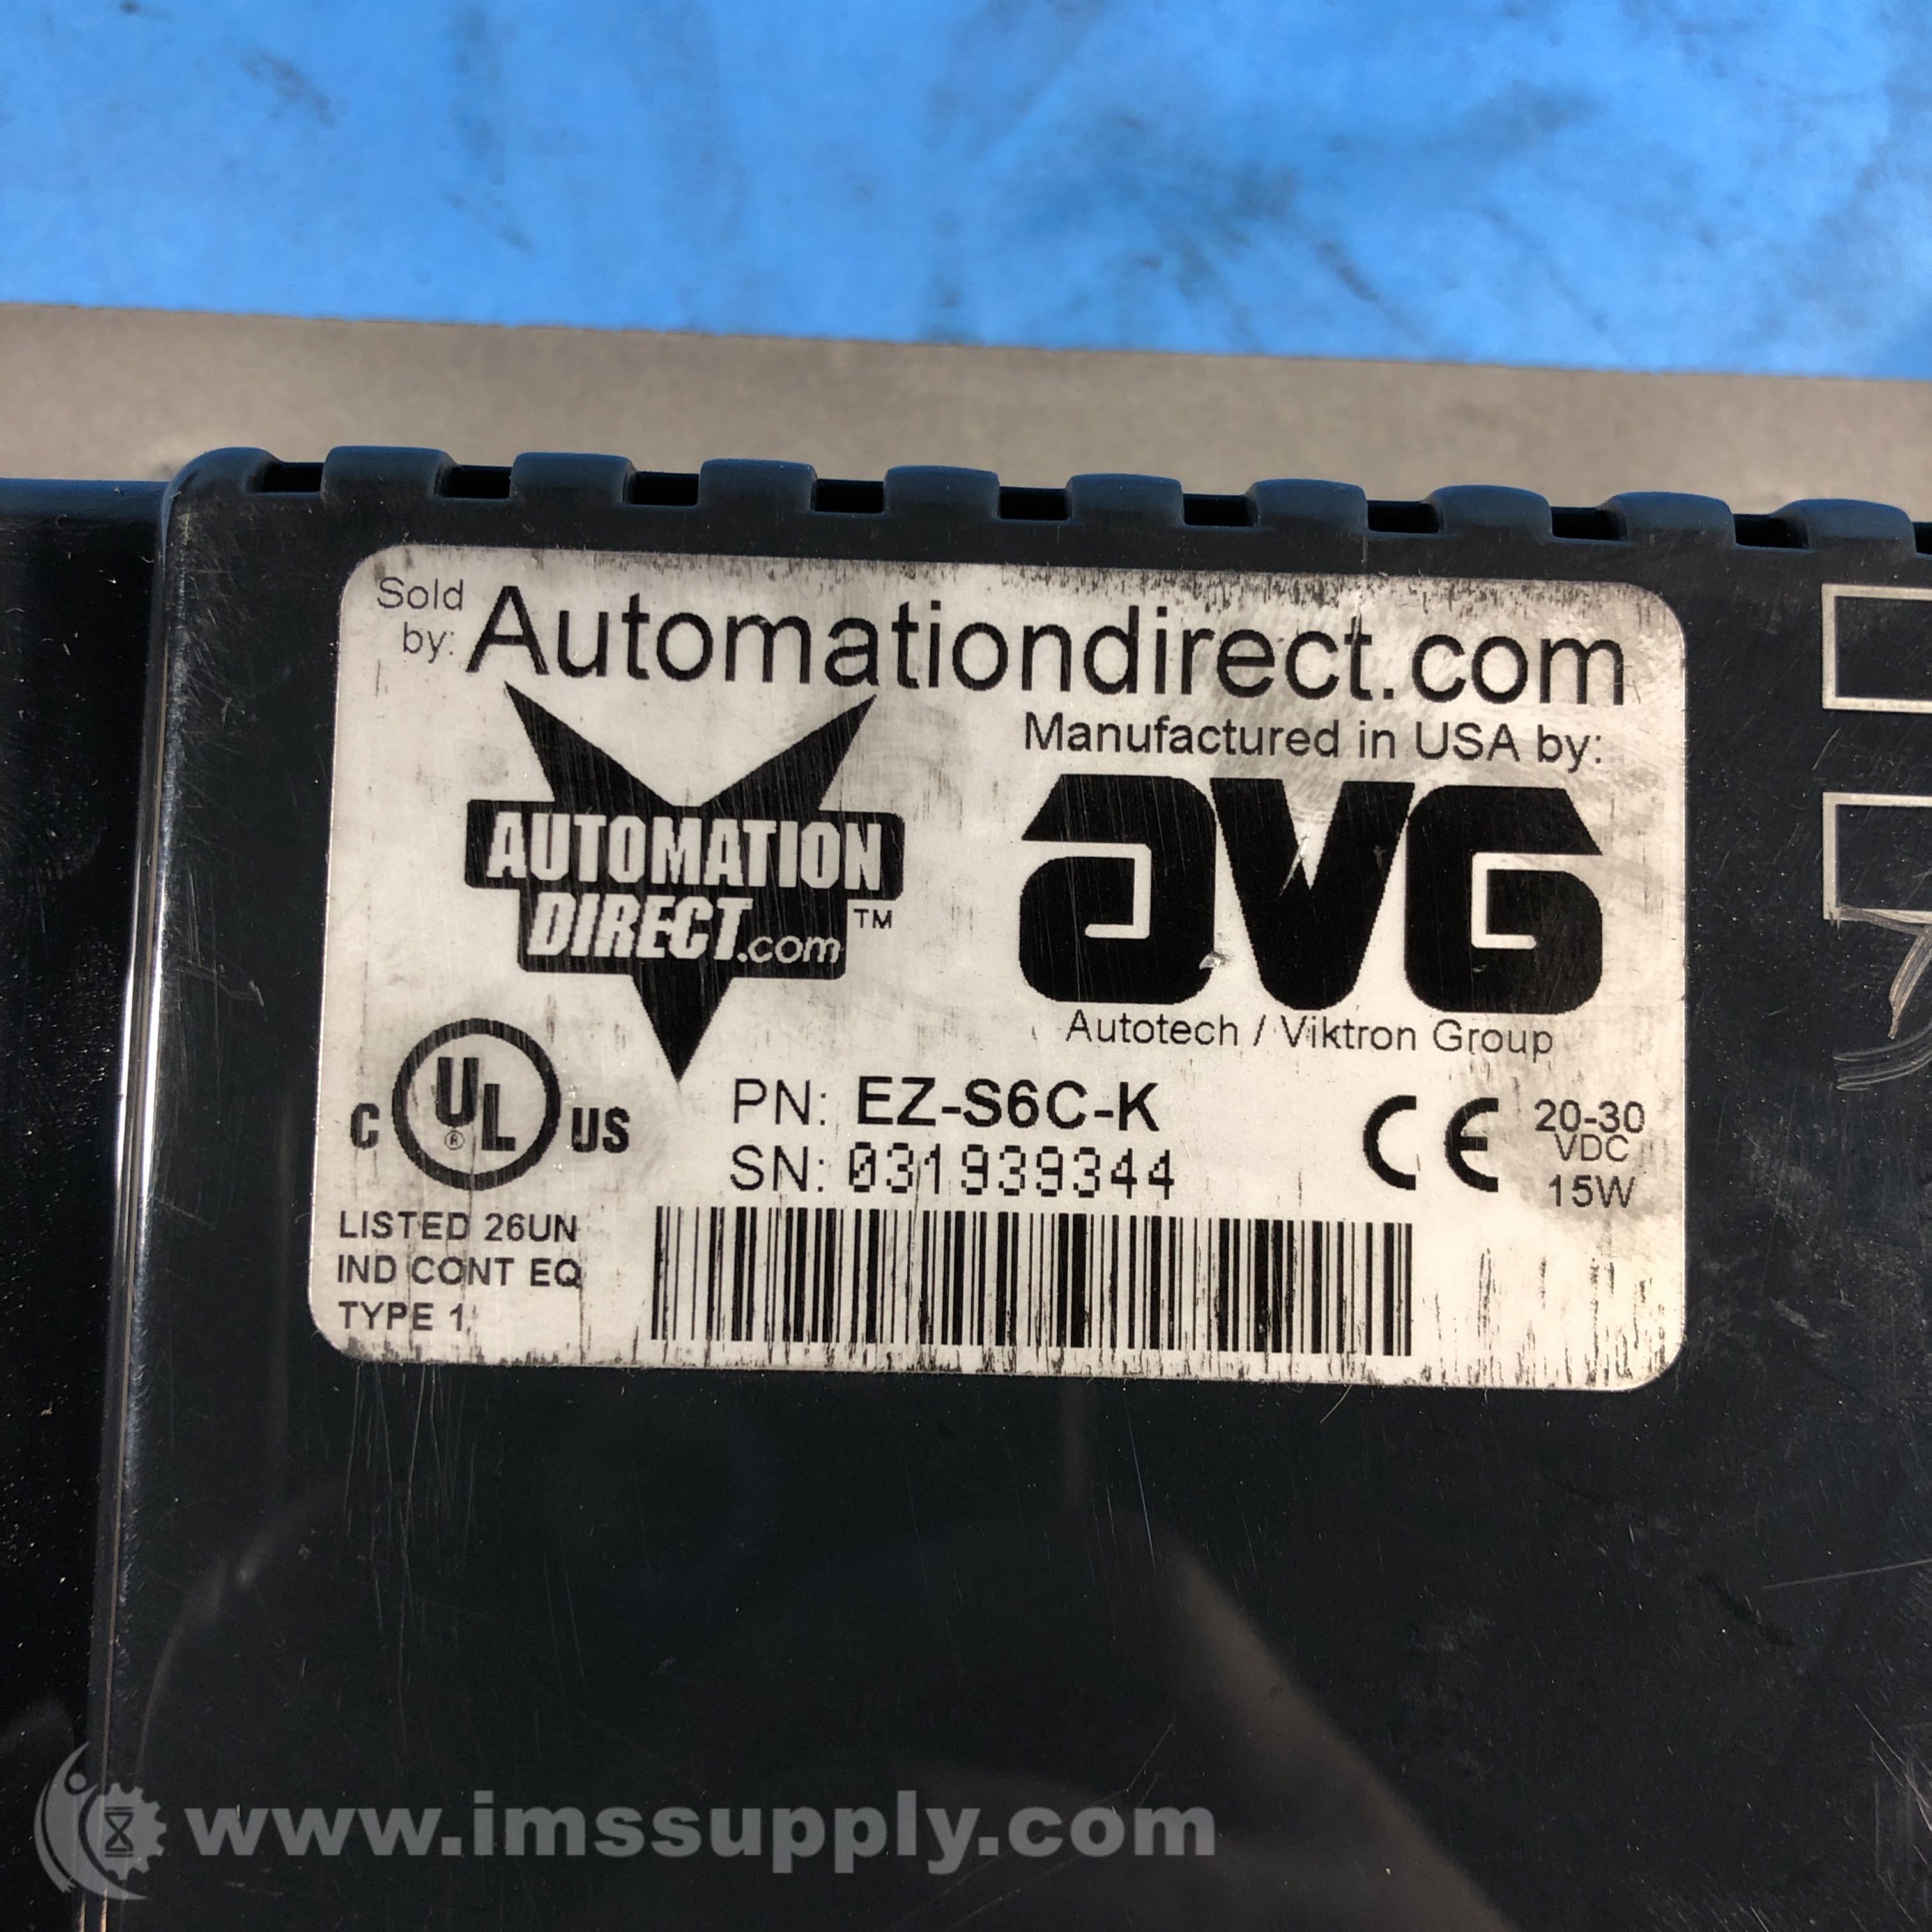 Sold by: Automationdirect.com
Manufactured in USA by:
AUTOMATION
DIRECT.com ™
AVG
Autotech / Viktron Group
C UL ® US
PN: EZ-S6C-K
SN: 031939344
CE
20-30
VDC
15W
LISTED 26UN
IND CONT EQ
TYPE 1
www.imssupply.com